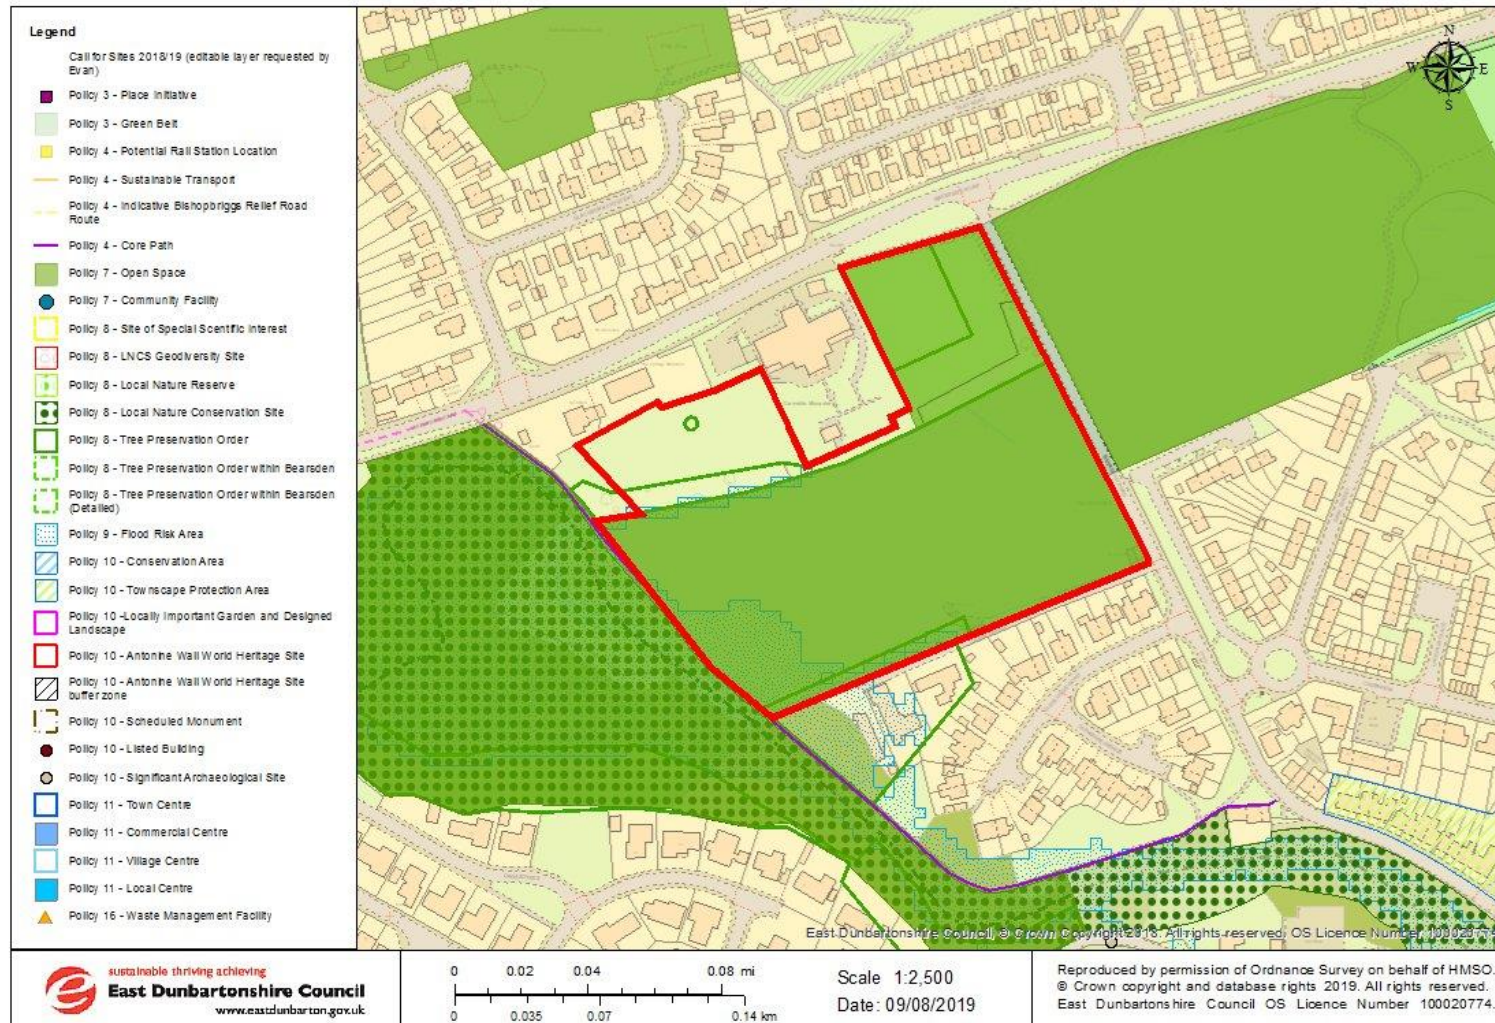 Legend
Call for Sites 2018/19 (editable layer requested by
Evan)
Policy 3 - Place Initiative
Policy 3 - Green Belt
Policy 4 - Potential Rail Station Location
Policy 4 - Sustainable Transport
Policy 4 - Indicative Bishopbriggs Relief Road
Route
Policy 4 - Core Path
Policy 7 - Open Space
Policy 7 - Community Facility
Policy 8 - Site of Special Scentific Interest
Policy 8 - LNCS Geodiversity Site
Policy 8 - Local Nature Reserve
Policy 8 - Local Nature Conservation Site
Policy 8 - Tree Preservation Order
Policy 8 - Tree Preservation Order within Bearsden
Policy 8 - Tree Preservation Order within Bearsden
(Detailed)
Policy 9 - Flood Risk Area
Policy 10 - Conservation Area
Policy 10 - Townscape Protection Area
Policy 10 -Locally Important Garden and Designed
Landscape
Policy 10 - Antonine Wall World Heritage Site
Policy 10 - Antonine Wall World Heritage Site
buffer zone
Policy 10 - Scheduled Monument
Policy 10 - Listed Building
Policy 10 - Significant Archaeological Site
Policy 11 - Town Centre
Policy 11 - Commercial Centre
Policy 11 - Village Centre
Policy 11 - Local Centre
Policy 16 - Waste Management Facility
N
W
E
S
East Dunbartonshire Council, © Crown Copyright 2018. All rights reserved. OS Licence Number 100020774
sustainable thriving achieving
East Dunbartonshire Council
www.eastdunbarton.gov.uk
0 0.02 0.04 0.08 mi
0 0.035 0.07 0.14 km
Scale 1:2,500
Date: 09/08/2019
Reproduced by permission of Ordnance Survey on behalf of HMSO.
© Crown copyright and database rights 2019. All rights reserved.
East Dunbartonshire Council OS Licence Number 100020774.